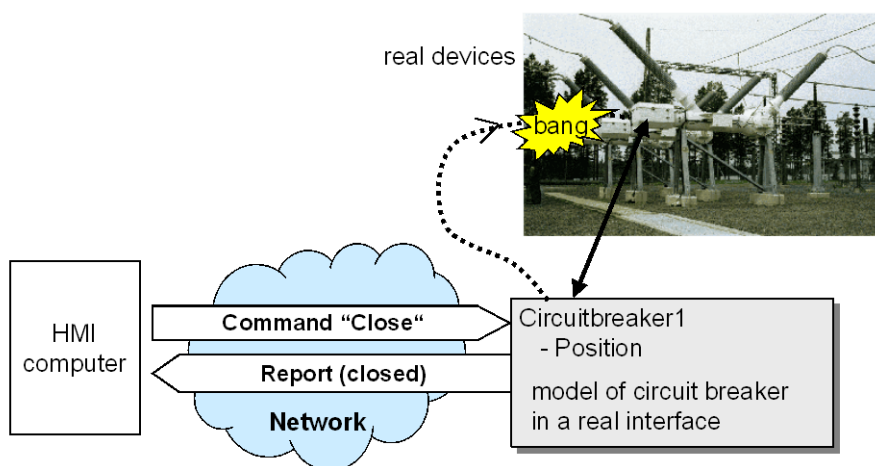 real devices
bang
HMI
computer
Command “Close“
Report (closed)
Network
Circuitbreaker1
- Position
model of circuit breaker
in a real interface